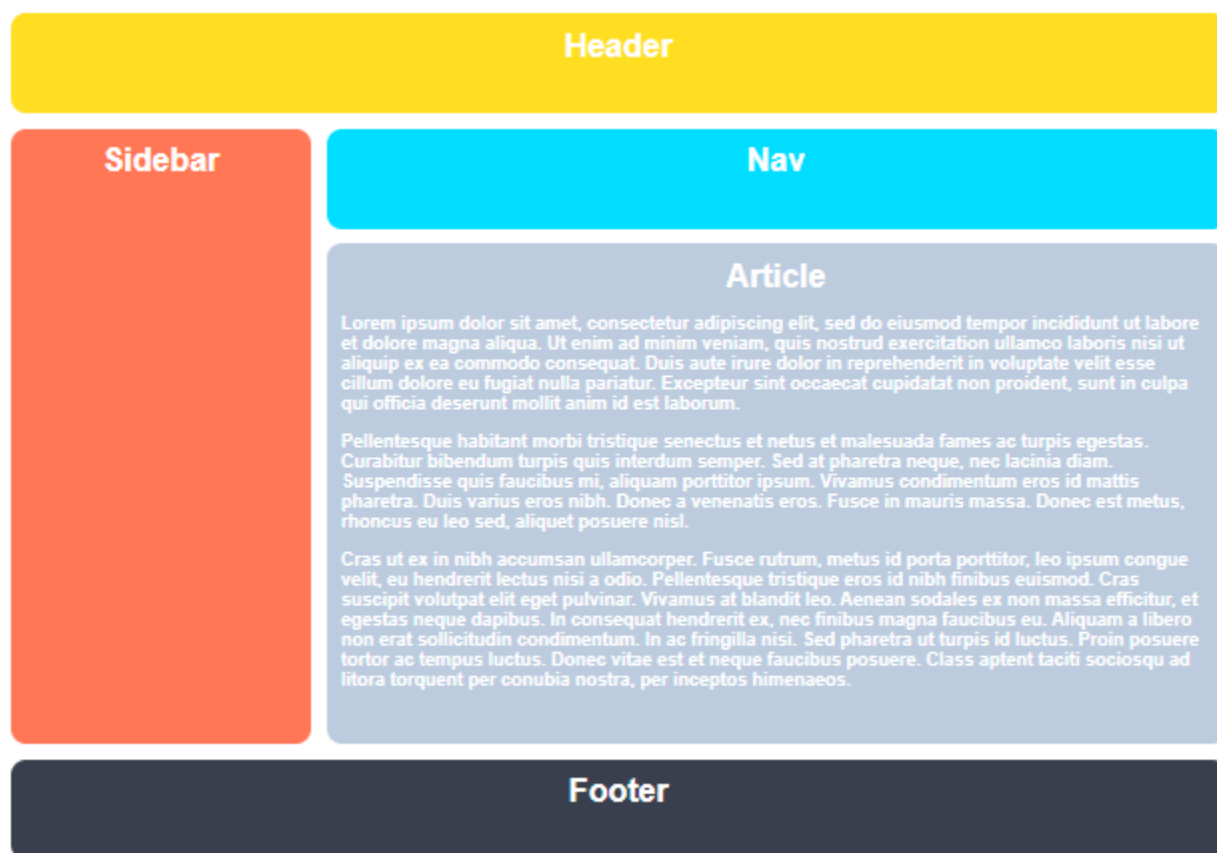 Header
Sidebar
Nav
Article
Lorem ipsum dolor sit amet, consectetur adipiscing elit, sed do eiusmod tempor incididunt ut labore
et dolore magna aliqua. Ut enim ad minim veniam, quis nostrud exercitation ullamco laboris nisi ut
aliquip ex ea commodo consequat. Duis aute irure dolor in reprehenderit in voluptate velit esse
cillum dolore eu fugiat nulla pariatur. Excepteur sint occaecat cupidatat non proident, sunt in culpa
qui officia deserunt mollit anim id est laborum.
Pellentesque habitant morbi tristique senectus et netus et malesuada fames ac turpis egestas.
Curabitur bibendum turpis quis interdum semper. Sed at pharetra neque, nec lacinia diam.
Suspendisse quis faucibus mi, aliquam porttitor ipsum. Vivamus condimentum eros id mattis
pharetra. Duis varius eros nibh. Donec a venenatis eros. Fusce in mauris massa. Donec est metus,
rhoncus eu leo sed, aliquet posuere nisl.
Cras ut ex in nibh accumsan ullamcorper. Fusce rutrum, metus id porta porttitor, leo ipsum congue
velit, eu hendrerit lectus nisi a odio. Pellentesque tristique eros id nibh finibus euismod. Cras
suscipit volutpat elit eget pulvinar. Vivamus at blandit leo. Aenean sodales ex non massa efficitur, et
egestas neque dapibus. In consequat hendrerit ex, nec finibus magna faucibus eu. Aliquam a libero
non erat sollicitudin condimentum. In ac fringilla nisi. Sed pharetra ut turpis id luctus. Proin posuere
tortor ac tempus luctus. Donec vitae est et neque faucibus posuere. Class aptent taciti sociosqu ad
litora torquent per conubia nostra, per inceptos himenaeos.
Footer